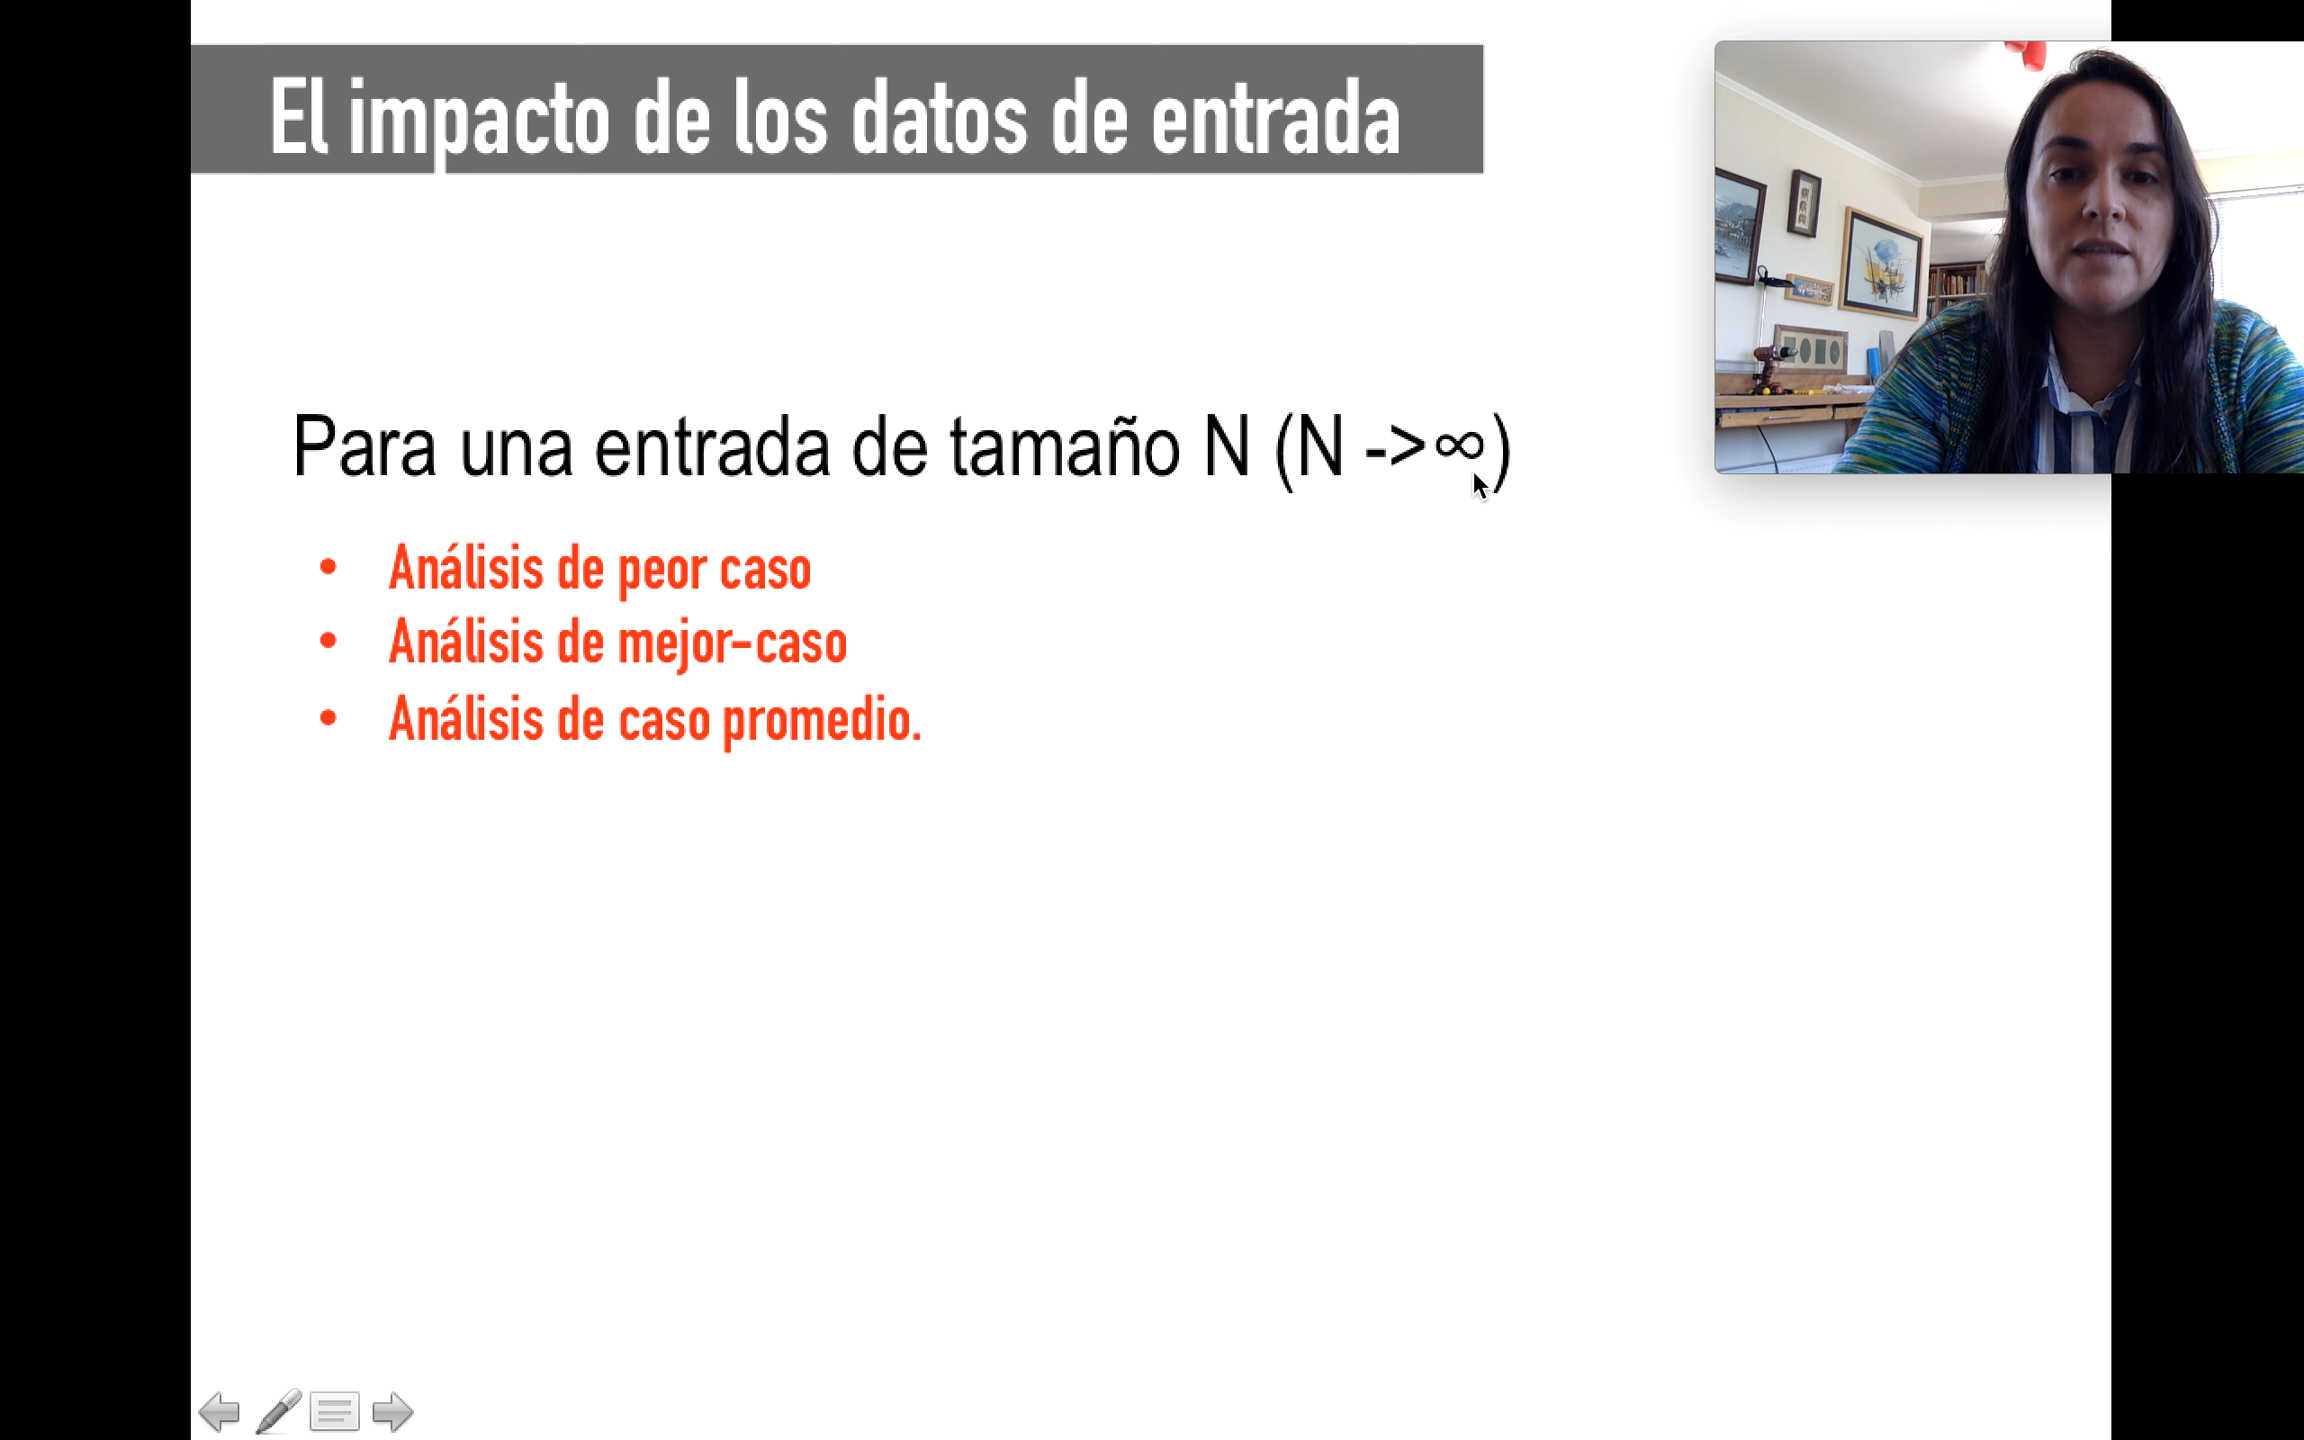 El impacto de los datos de entrada
Para una entrada de tamaño N (N ->∞)
• Análisis de peor caso
• Análisis de mejor-caso
• Análisis de caso promedio.